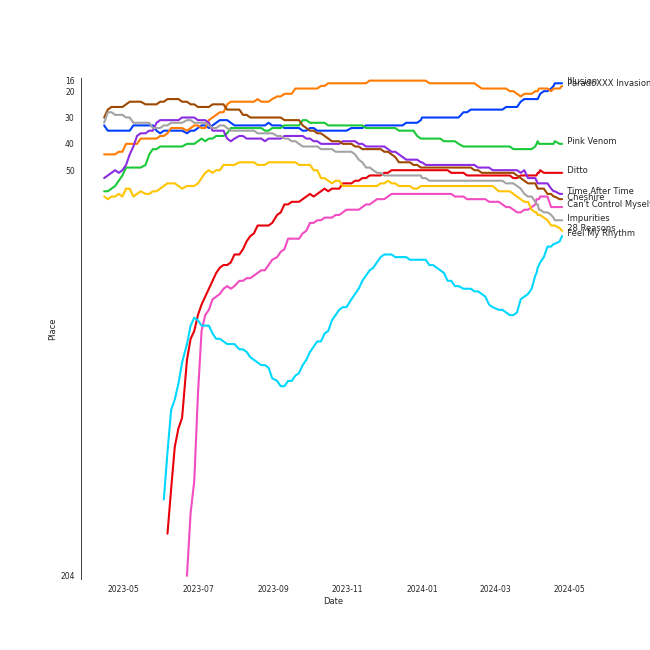 16
20
30
40
50
204
Place
2023-05
2023-07
2023-09
2023-11
2024-01
2024-03
2024-05
Date
Illusion
ParadoXXX Invasion
Pink Venom
Ditto
Time After Time
Cheshire
Can't Control Myself
Impurities
28 Reasons
Feel My Rhythm